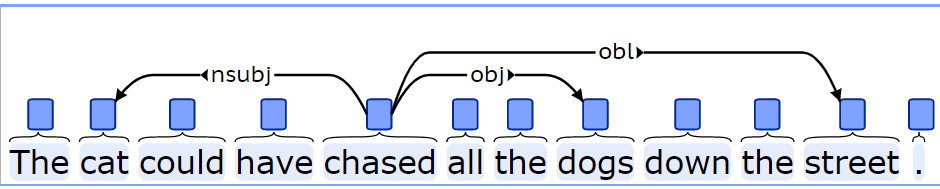 obl
nsubj obj
The cat could have chased all the dogs down the street .